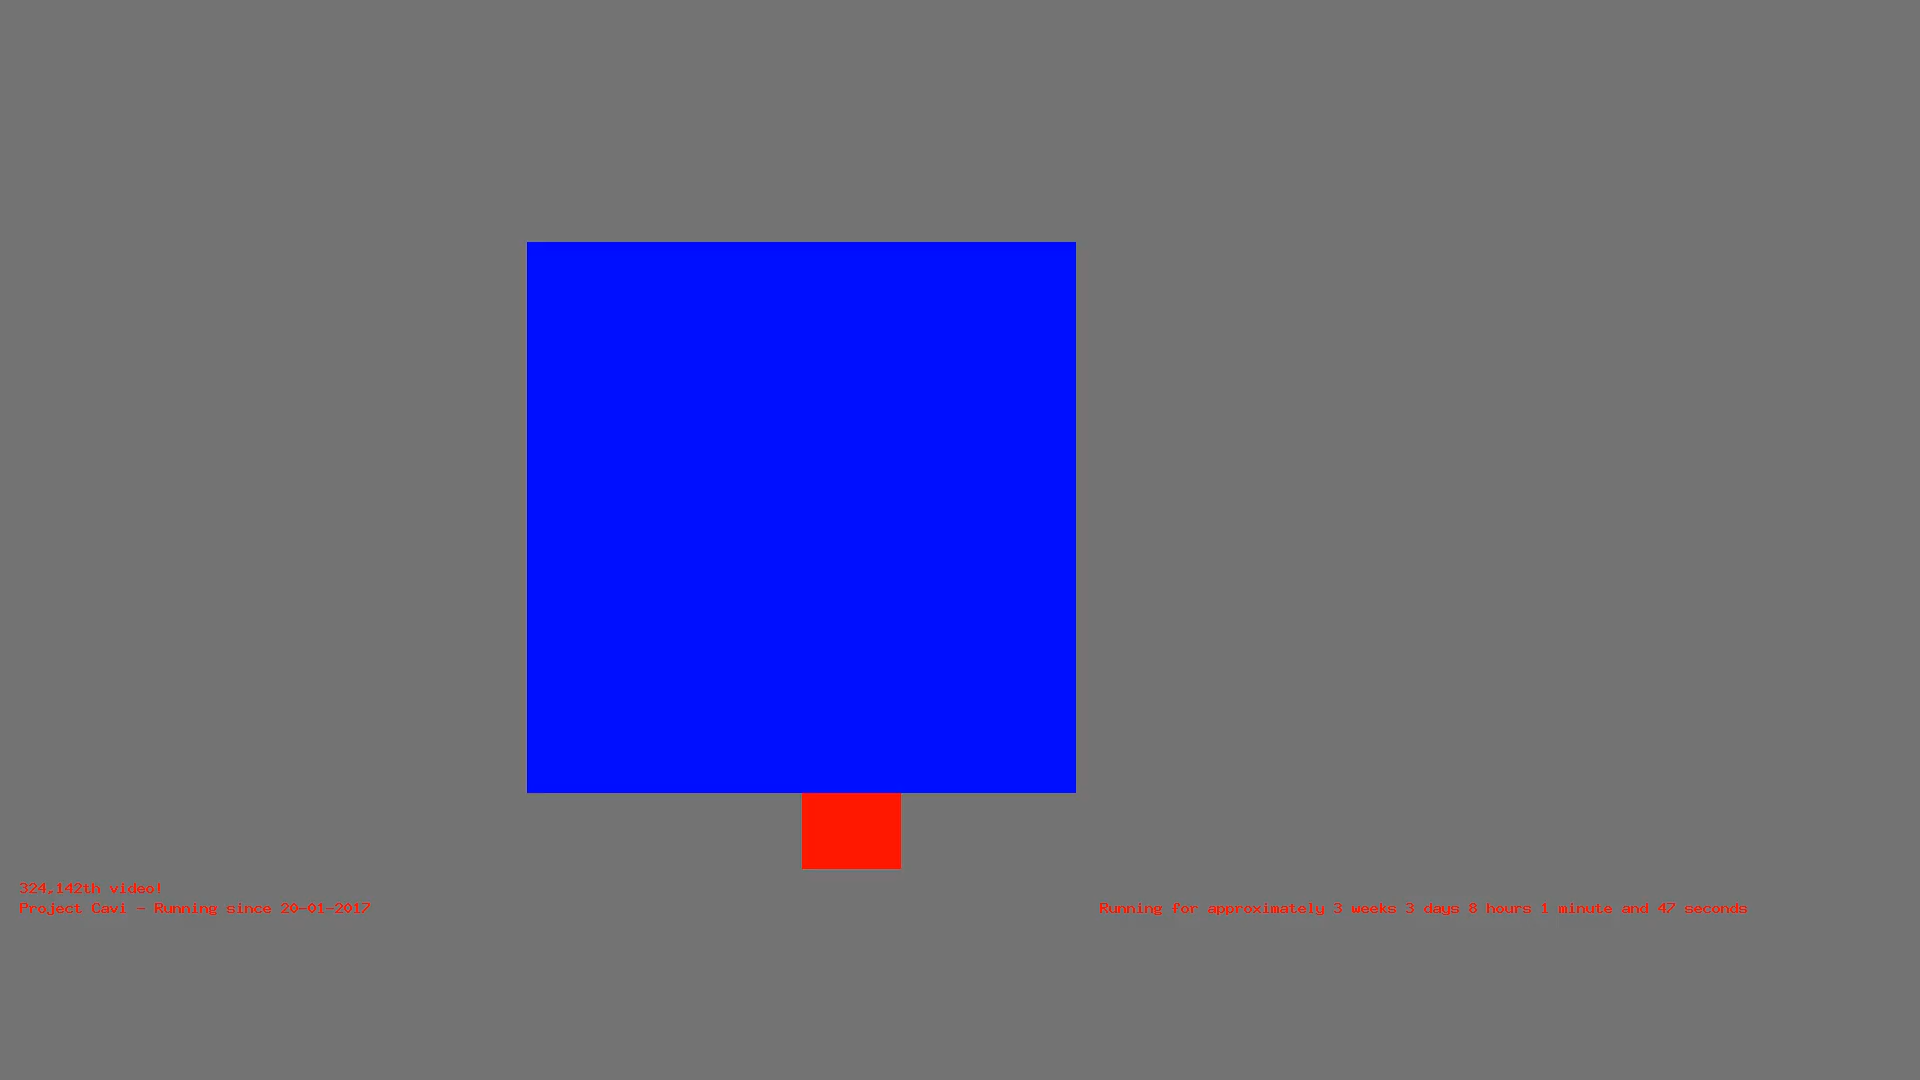 324,142th video!
Project Cavi - Running since 20-01-2017
Running for approximately 3 weeks 3 days 8 hours 1 minute and 47 seconds